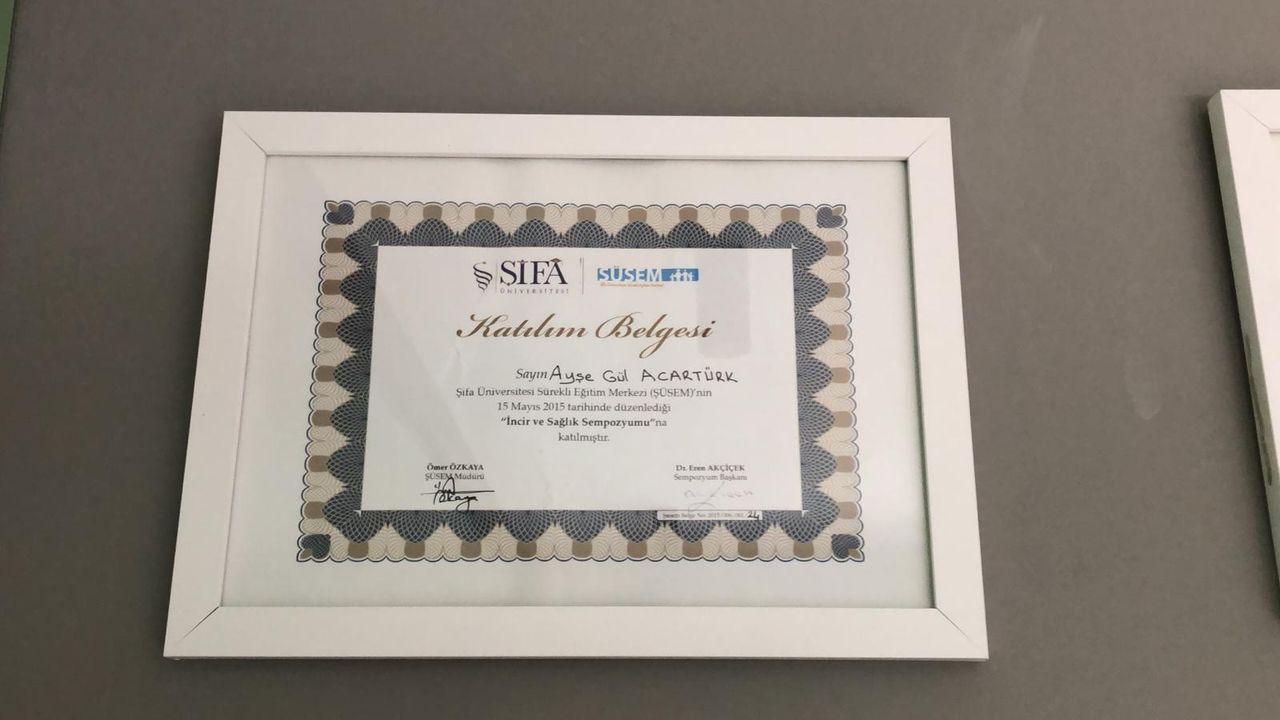 ŞİFA
ÜNİVERSİTESİ
ŞÜSEM
Katılım Belgesi
Sayın Ayşe Gül ACARTÜRK
Şifa Üniversitesi Sürekli Eğitim Merkezi (ŞÜSEM)'nin
15 Mayıs 2015 tarihinde düzenlediği
"İncir ve Sağlık Sempozyumu"na
katılmıştır.
Ömer ÖZKAYA
ŞÜSEM Müdürü
Dr. Eren AKÇİÇEK
Sempozyum Başkanı
24